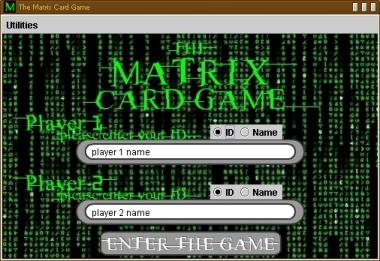 M The Matrix Card Game
Utilities
THE
MATRIX
CARD GAME
Player 1
please enter your ID
ID Name
player 1 name
Player 2
please enter your ID
ID Name
player 2 name
ENTER THE GAME